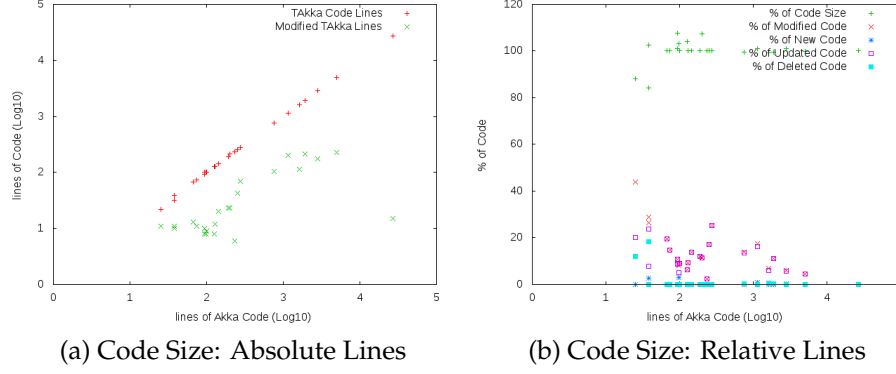 TAkka Code Lines
Modified TAkka Lines
5
4
3
2
1
0
lines of Code (Log10)
0 1 2 3 4 5
lines of Akka Code (Log10)
(a) Code Size: Absolute Lines
% of Code Size
% of Modified Code
% of New Code
% of Updated Code
% of Deleted Code
120
100
80
60
40
20
0
% of Code
0 1 2 3 4
lines of Akka Code (Log10)
(b) Code Size: Relative Lines